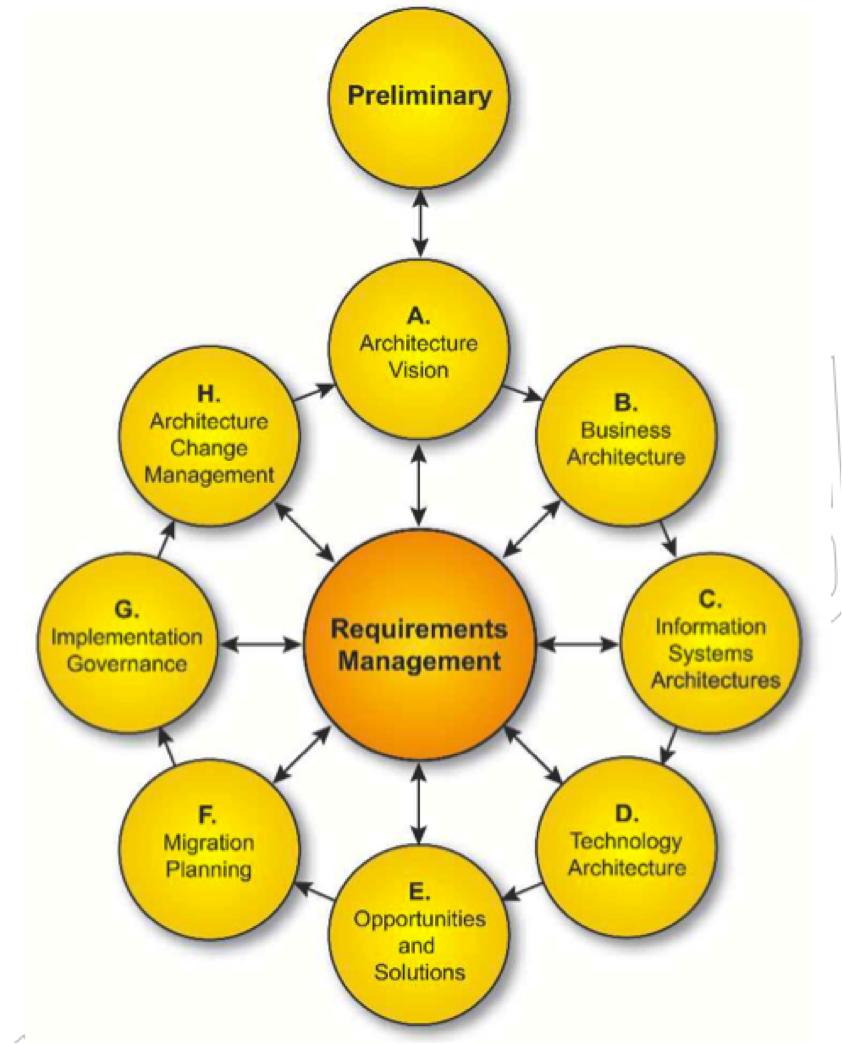 Preliminary
A.
Architecture
Vision
B.
Business
Architecture
C.
Information
Systems
Architectures
D.
Technology
Architecture
E.
Opportunities
and
Solutions
F.
Migration
Planning
G.
Implementation
Governance
H.
Architecture
Change
Management
Requirements
Management